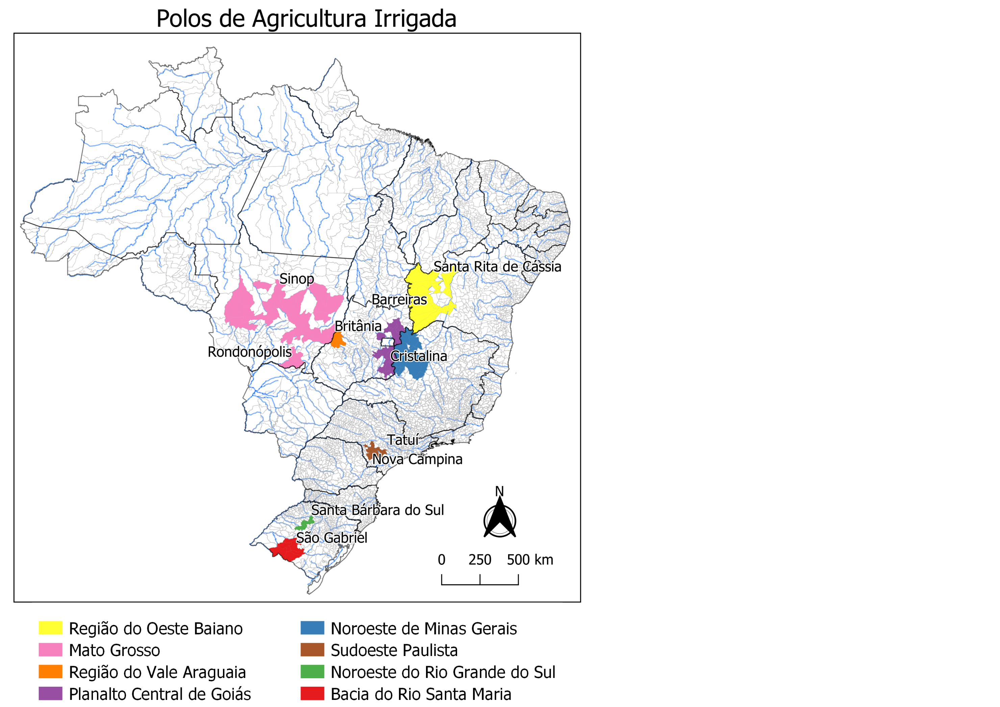 Polos de Agricultura Irrigada
Santa Rita de Cássia
Sinop
Barreiras
Britânia
Rondonópolis
Cristalina
Tatuí
Nova Campina
N
Santa Bárbara do Sul
São Gabriel
0 250 500 km
Região do Oeste Baiano
Mato Grosso
Região do Vale Araguaia
Planalto Central de Goiás
Noroeste de Minas Gerais
Sudoeste Paulista
Noroeste do Rio Grande do Sul
Bacia do Rio Santa Maria